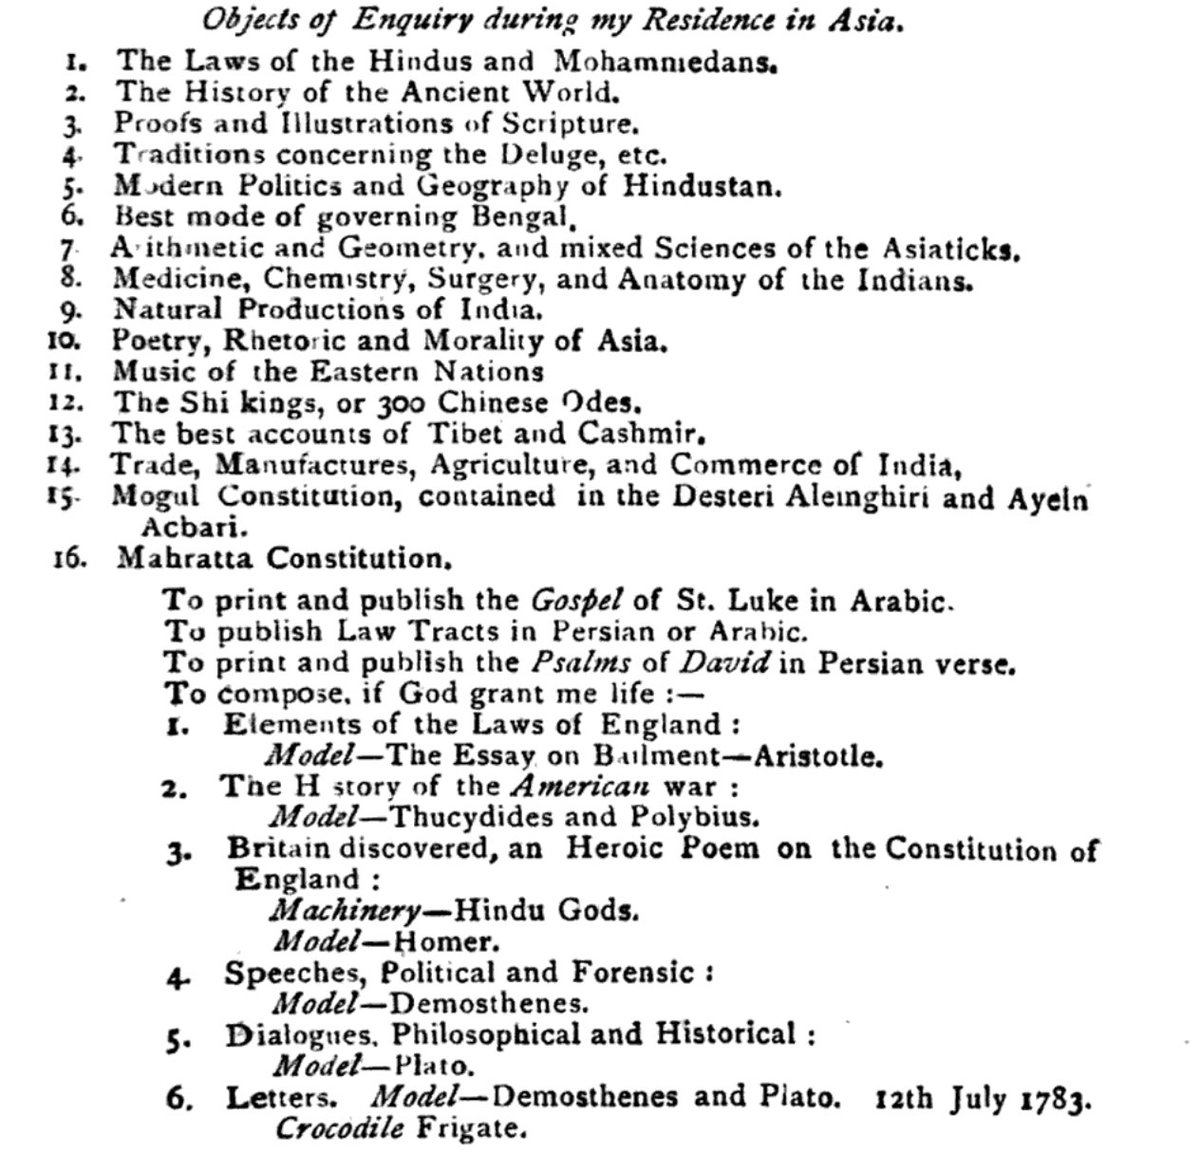 Objects of Enquiry during my Residence in Asia.
1. The Laws of the Hindus and Mohammedans.
2. The History of the Ancient World.
3. Proofs and Illustrations of Scripture.
4. Traditions concerning the Deluge, etc.
5. Modern Politics and Geography of Hindustan.
6. Best mode of governing Bengal.
7. Arithmetic and Geometry, and mixed Sciences of the Asiaticks.
8. Medicine, Chemistry, Surgery, and Anatomy of the Indians.
9. Natural Productions of India.
10. Poetry, Rhetoric and Morality of Asia.
11. Music of the Eastern Nations
12. The Shi kings, or 300 Chinese Odes.
13. The best accounts of Tibet and Cashmir.
14. Trade, Manufactures, Agriculture, and Commerce of India,
15. Mogul Constitution, contained in the Desteri Alemghiri and Ayein
Acbari.
16. Mahratta Constitution.
To print and publish the Gospel of St. Luke in Arabic.
To publish Law Tracts in Persian or Arabic.
To print and publish the Psalms of David in Persian verse.
To compose, if God grant me life :—
1. Elements of the Laws of England :
Model—The Essay on Bailment—Aristotle.
2. The History of the American war :
Model—Thucydides and Polybius.
3. Britain discovered, an Heroic Poem on the Constitution of
England :
Machinery—Hindu Gods.
Model—Homer.
4. Speeches, Political and Forensic :
Model—Demosthenes.
5. Dialogues, Philosophical and Historical :
Model—Plato.
6. Letters. Model—Demosthenes and Plato. 12th July 1783.
Crocodile Frigate.